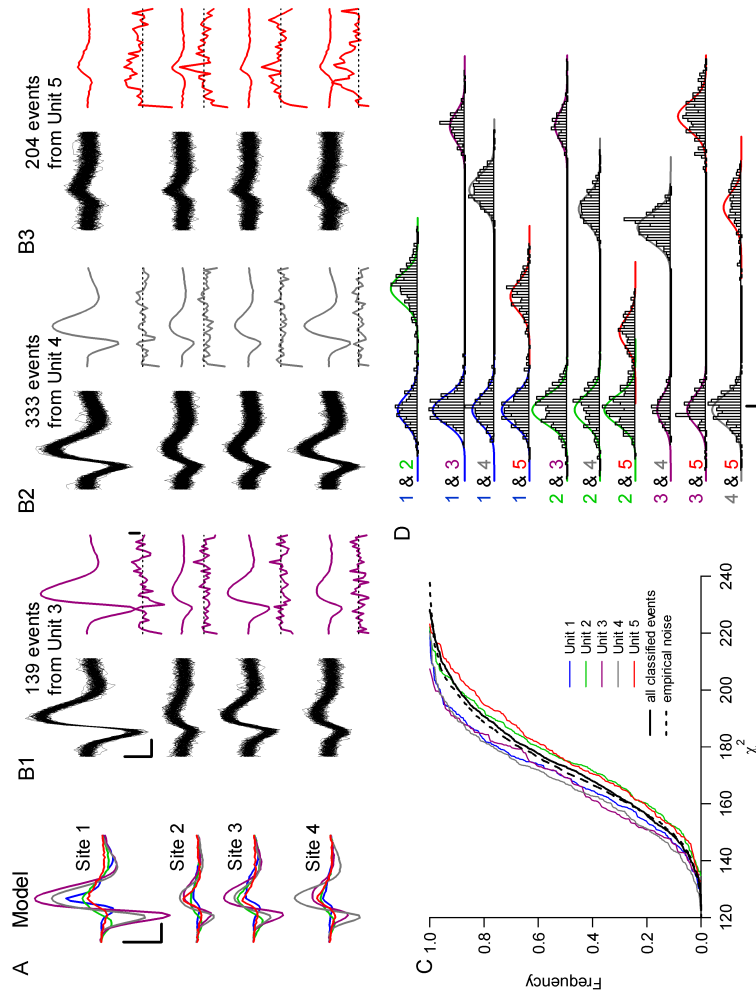 A
Model
Site 1
Site 2
Site 3
Site 4
B1
139 events
from Unit 3
B2
333 events
from Unit 4
B3
204 events
from Unit 5
C
1.0
0.8
0.6
0.4
0.2
0.0
Frequency
120
140
160
180
200
220
240
χ2
Unit 1
Unit 2
Unit 3
Unit 4
Unit 5
all classified events
empirical noise
D
1 & 2
1 & 3
1 & 4
1 & 5
2 & 3
2 & 4
2 & 5
3 & 4
3 & 5
4 & 5